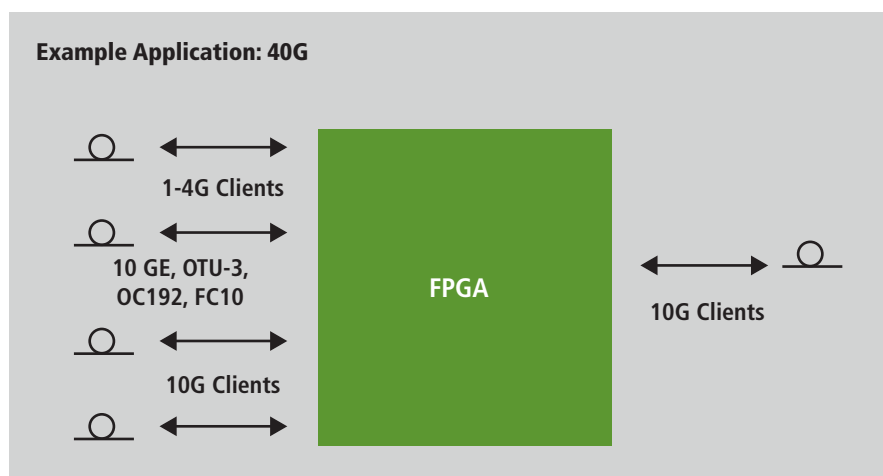 Example Application: 40G
1-4G Clients
10 GE, OTU-3,
OC192, FC10
10G Clients
FPGA
10G Clients